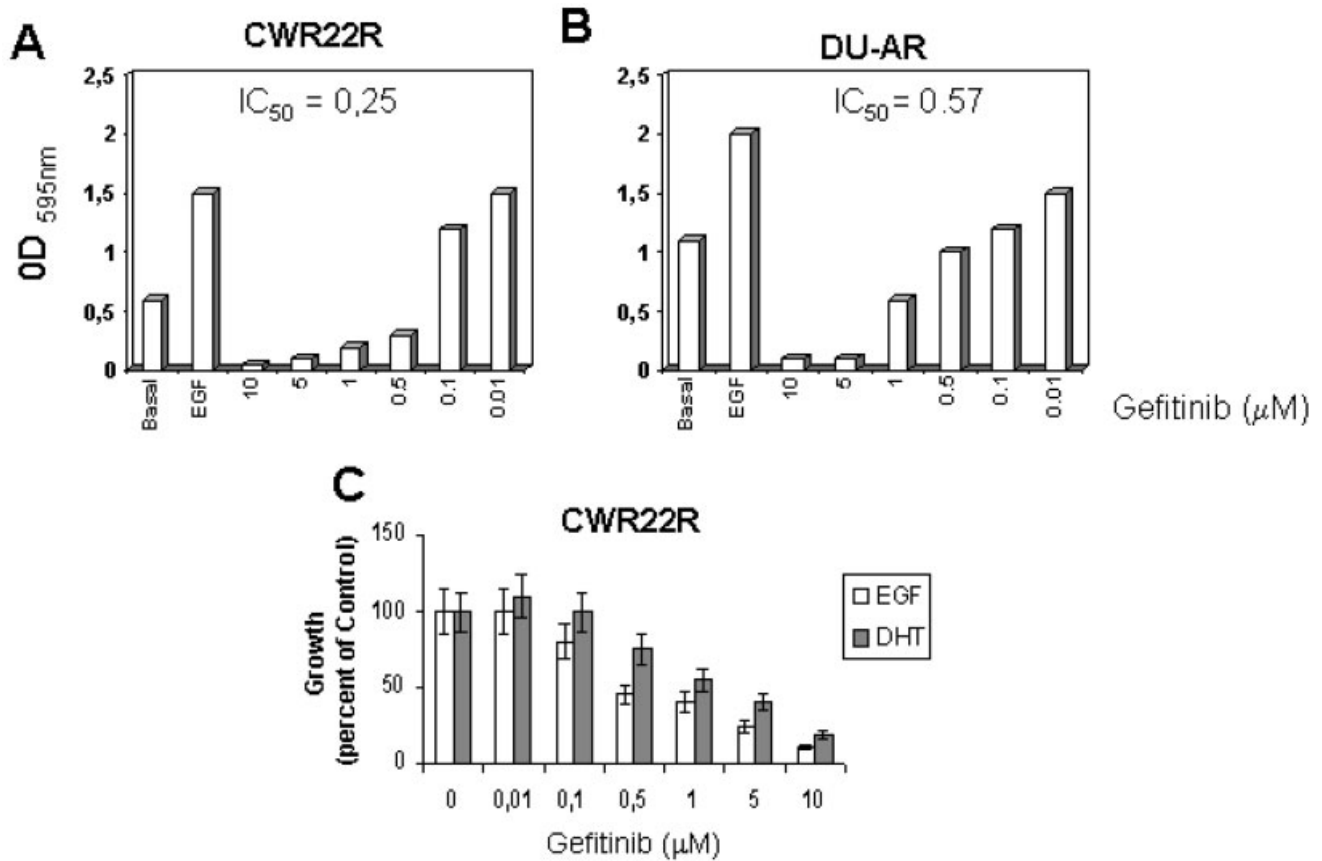 A
CWR22R
B
DU-AR
2,5
2
1,5
1
0,5
0
0D 595nm
IC50 = 0,25
Basal
EGF
10
5
1
0.5
0.1
0.01
2,5
2
1,5
1
0,5
0
IC50 = 0.57
Basal
EGF
10
5
1
0.5
0.1
0.01
Gefitinib (μM)
C
CWR22R
Growth
(percent of Control)
150
100
50
0
0 0,01 0,1 0,5 1 5 10
Gefitinib (μM)
EGF
DHT